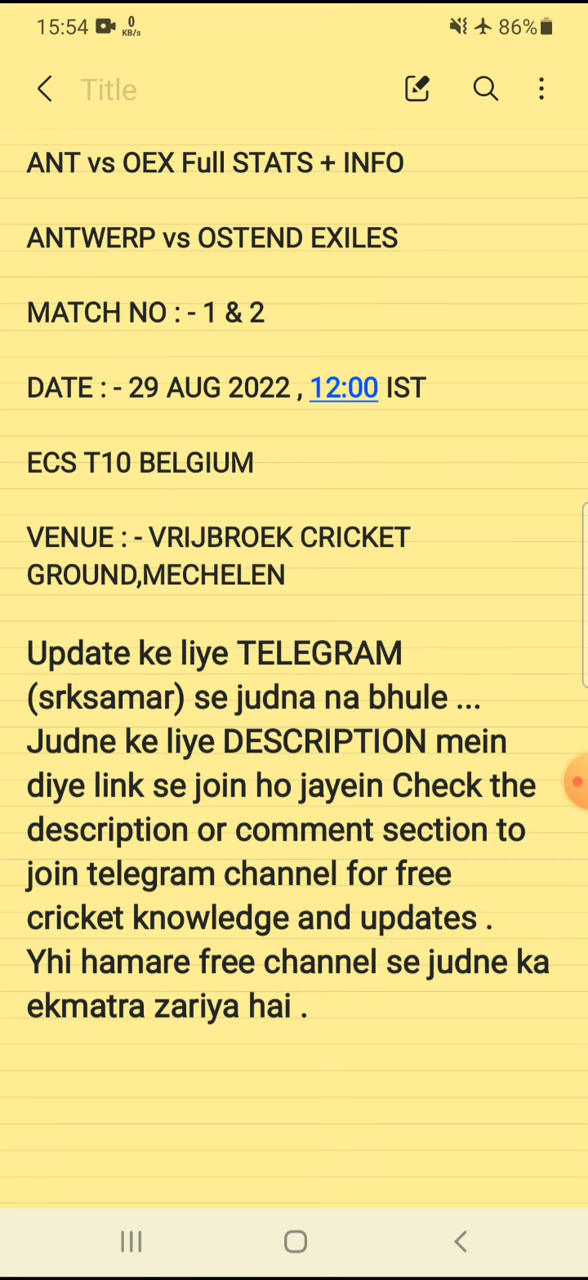 15:54 0 KB/s 86%
Title
ANT vs OEX Full STATS + INFO
ANTWERP vs OSTEND EXILES
MATCH NO : - 1 & 2
DATE : - 29 AUG 2022 , 12:00 IST
ECS T10 BELGIUM
VENUE : - VRIJBROEK CRICKET
GROUND,MECHELEN
Update ke liye TELEGRAM
(srksamar) se judna na bhule ...
Judne ke liye DESCRIPTION mein
diye link se join ho jayein Check the
description or comment section to
join telegram channel for free
cricket knowledge and updates .
Yhi hamare free channel se judne ka
ekmatra zariya hai .